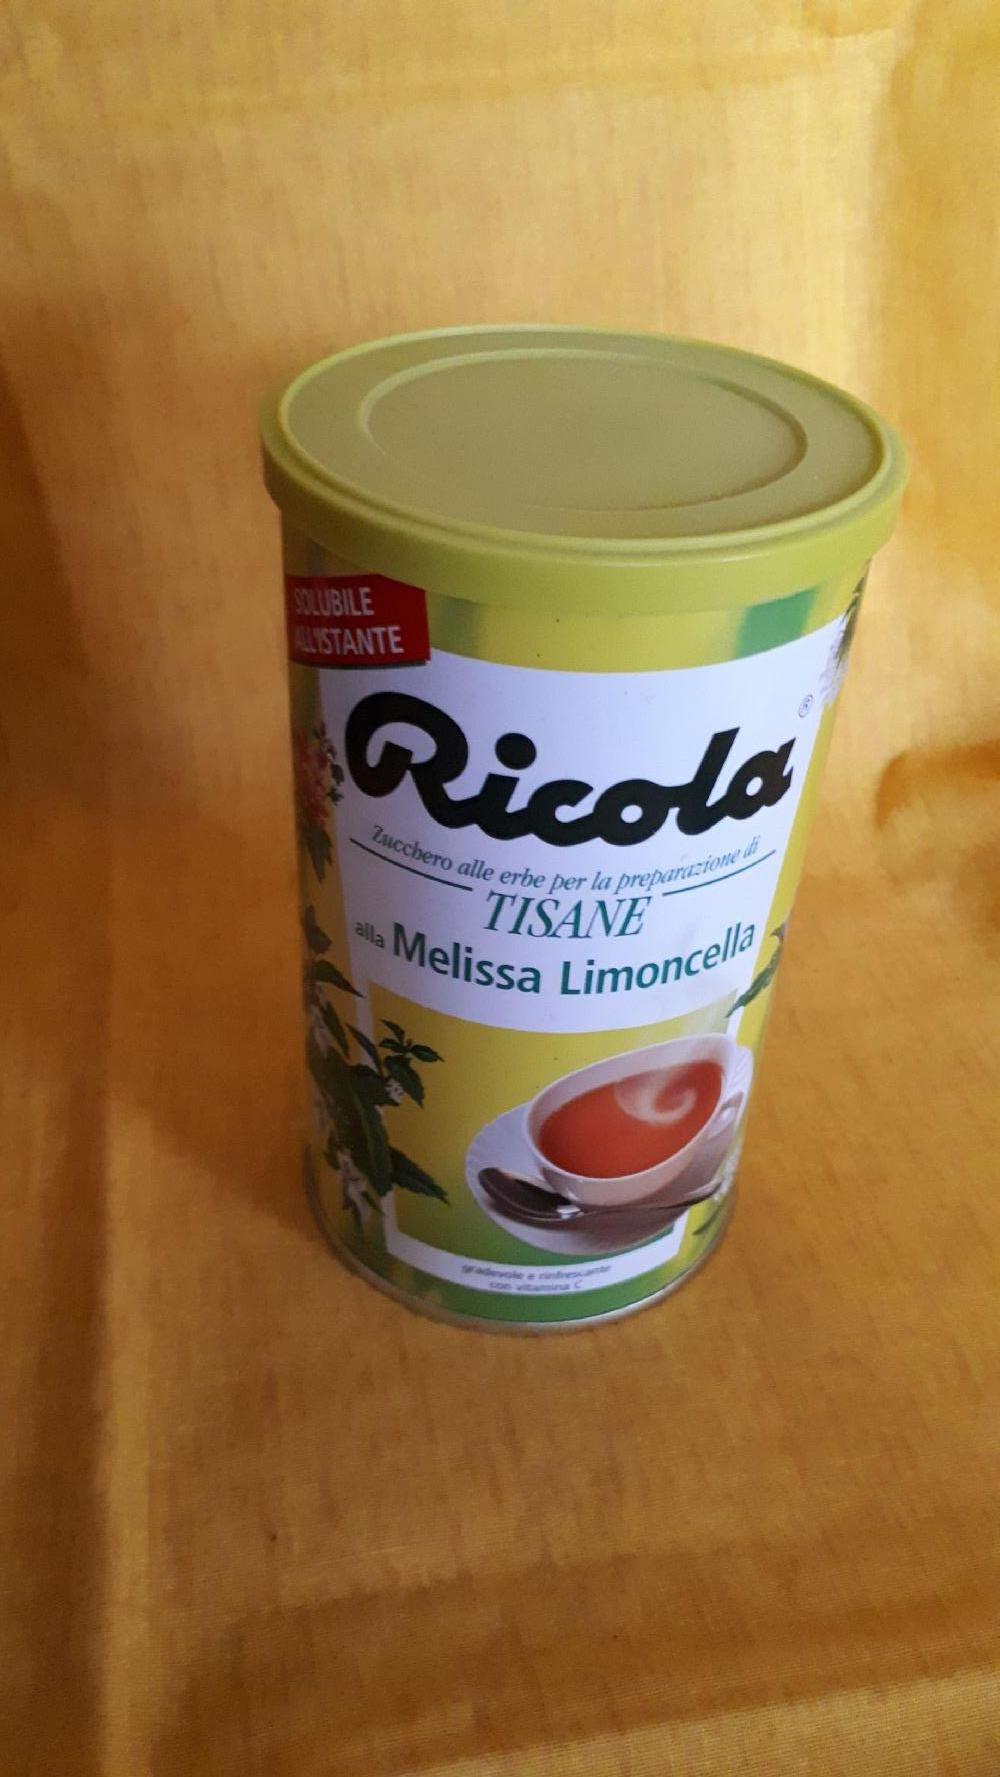 SOLUBILE
ALL'ISTANTE
Ricola®
Zucchero alle erbe per la preparazione di
TISANE
alla Melissa Limoncella
gradevole e rinfrescante
con vitamina C